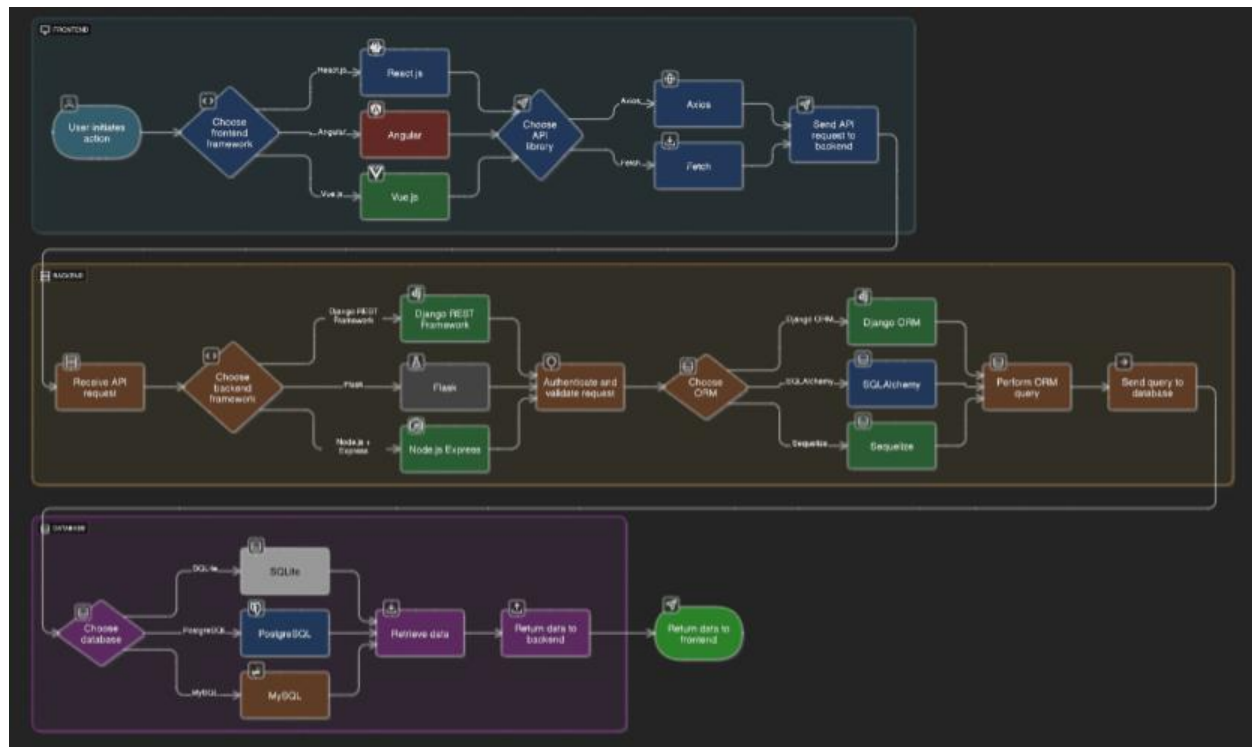 FRONTEND
User initiates
action
Choose
frontend
framework
React.js
React.js
Angular
Angular
Vue.js
Vue.js
Choose
API
library
Axios
Axios
Fetch
Fetch
Send API
request to
backend
BACKEND
Receive API
request
Choose
backend
framework
Django REST
Framework
Django REST
Framework
Flask
Flask
Node.js +
Express
Node.js Express
Authenticate and
validate request
Choose
ORM
Django ORM
Django ORM
SQLAlchemy
SQLAlchemy
Sequelize
Sequelize
Perform ORM
query
Send query to
database
DATABASE
Choose
database
SQLite
SQLite
PostgreSQL
PostgreSQL
MySQL
MySQL
Retrieve data
Return data to
backend
Return data to
frontend